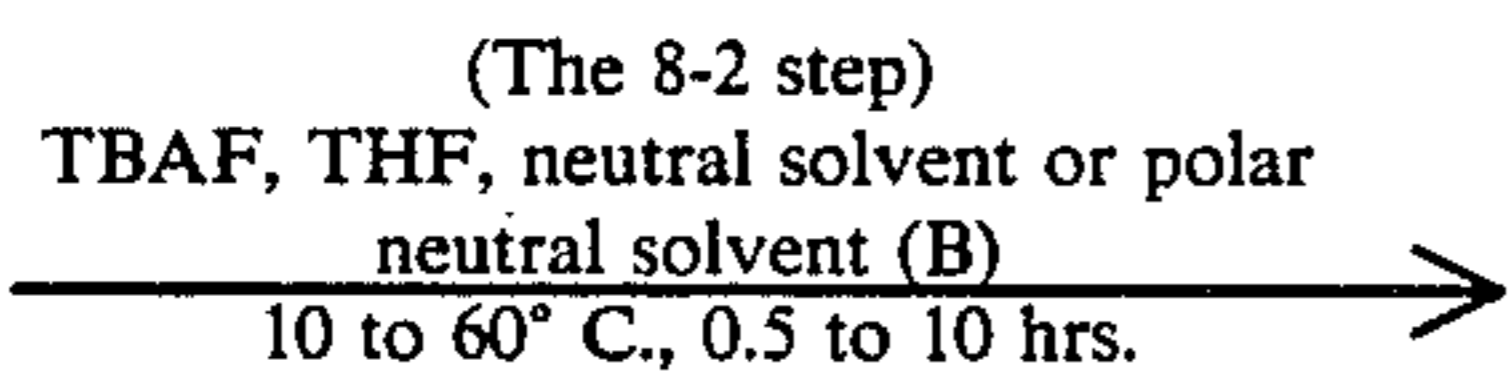 (The 8-2 step)
TBAF, THF, neutral solvent or polar
neutral solvent (B)
10 to 60° C., 0.5 to 10 hrs.